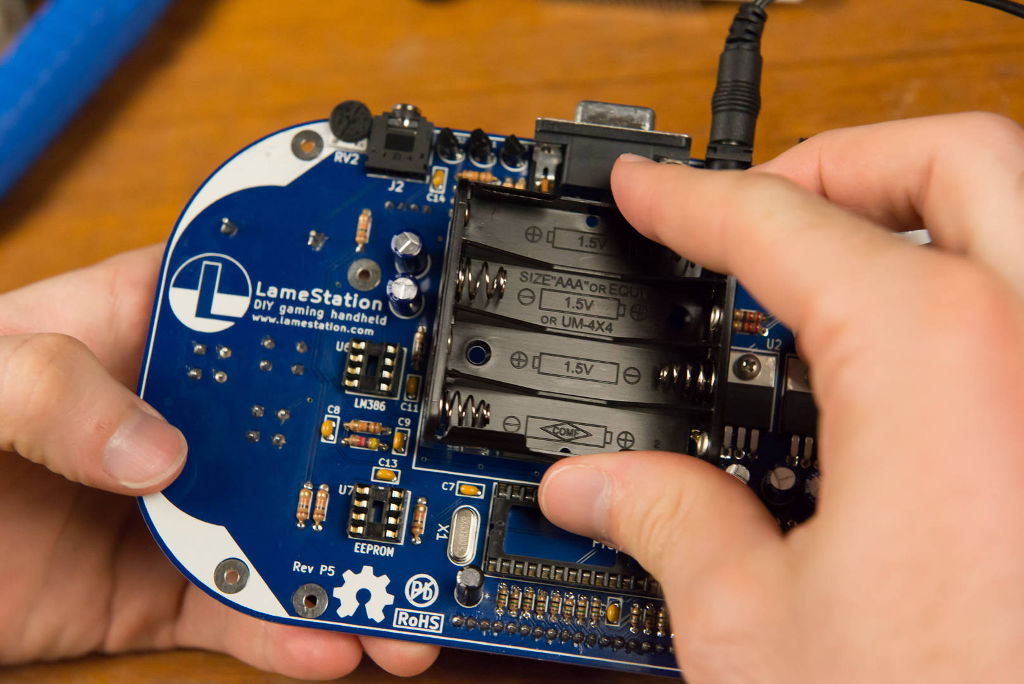 RV2
J2
C14
LameStation
DIY gaming handheld
www.lamestation.com
U6
LM386
C11
C8
C9
C13
U7
EEPROM
C7
X1
Rev P5
Pb
RoHS
1.5V
SIZE"AAA"OR EQU
1.5V
OR UM-4X4
1.5V
COMF
2
U2